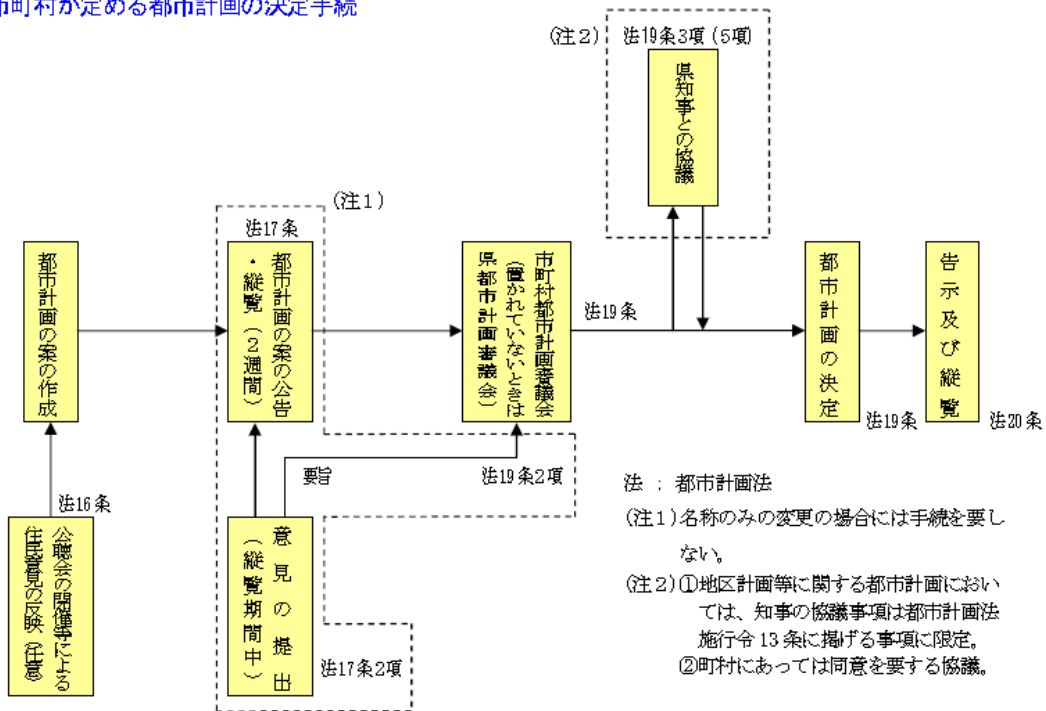 市町村が定める都市計画の決定手続
(注2)
法19条3項(5項)
県知事との協議
(注1)
法17条
都市計画の案の作成
都市計画の案の公告
・縦覧(2週間)
市町村都市計画審議会
(置かれていないときは
県都市計画審議会)
法19条
都市計画の決定
法19条
告示及び縦覧
法20条
要旨
法19条2項
法16条
公聴会の開催等による
住民意見の反映(任意)
意見の提出
(縦覧期間中)
法17条2項
法 : 都市計画法
(注1)名称のみの変更の場合には手続を要し
ない。
(注2)①地区計画等に関する都市計画におい
ては、知事の協議事項は都市計画法
施行令13条に掲げる事項に限定。
②町村にあっては同意を要する協議。